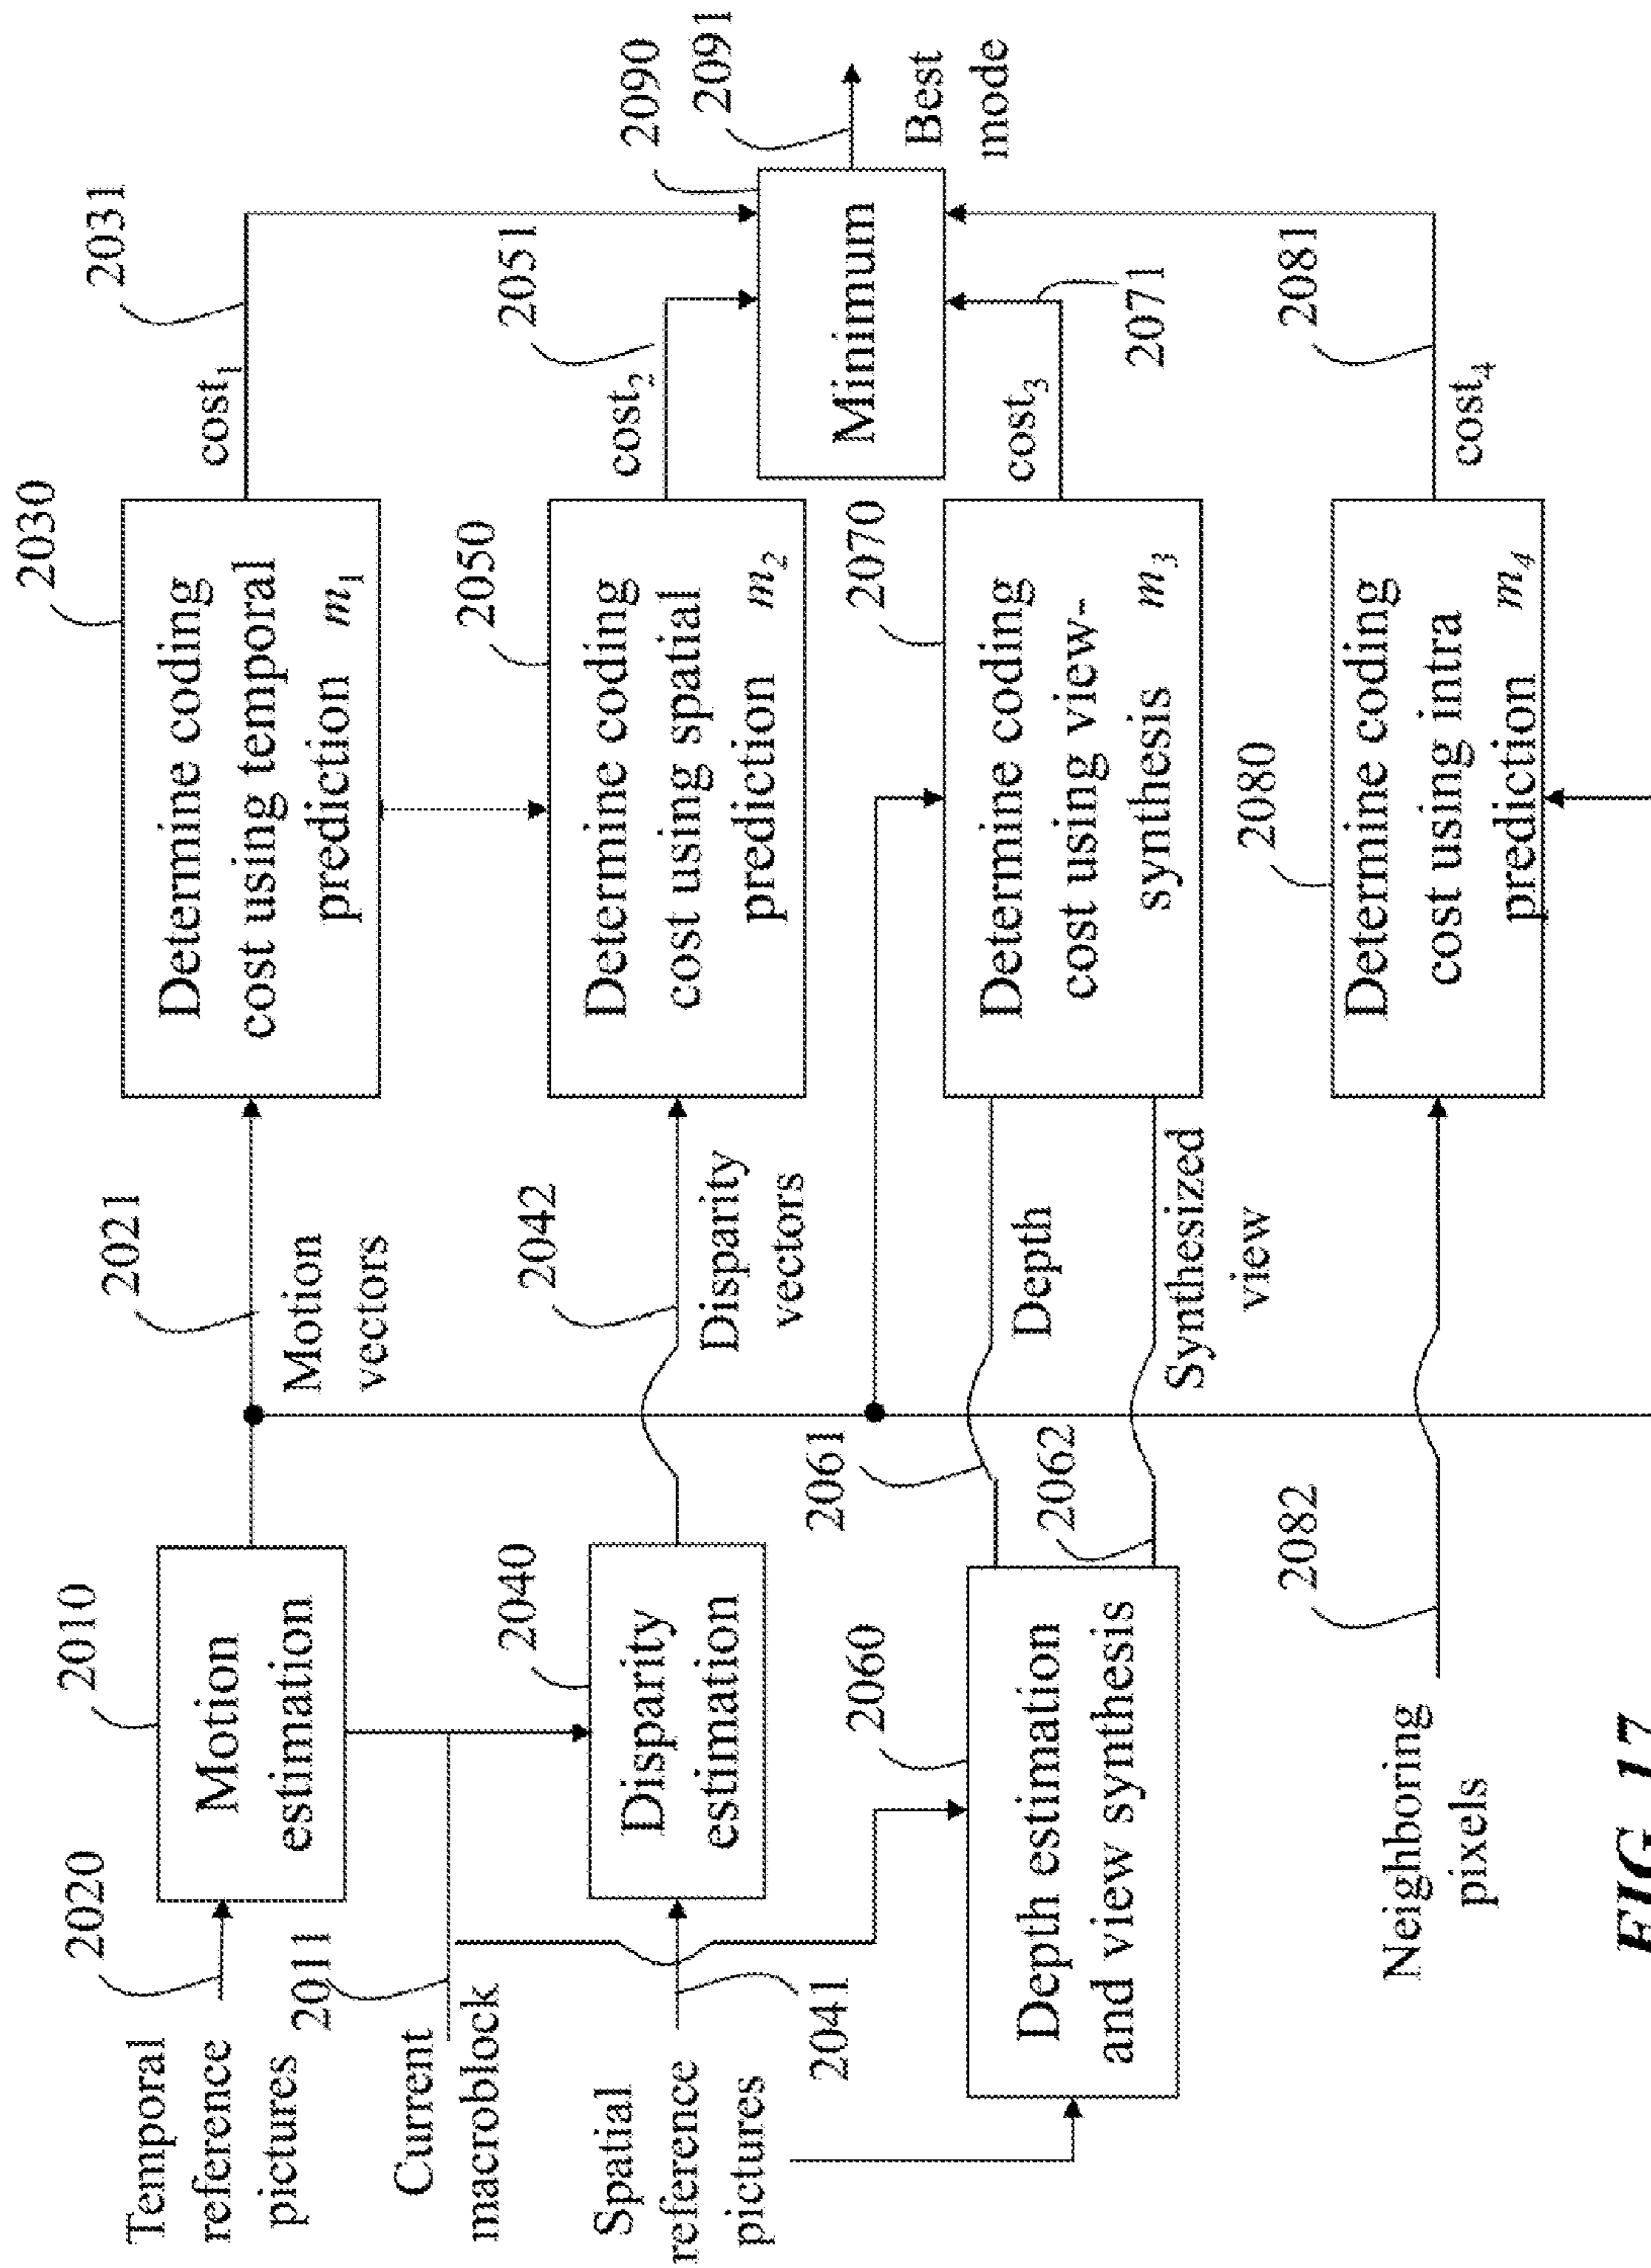 2010
2020
Motion
estimation
Temporal
reference
pictures
2011
Current
macroblock
2040
Disparity
estimation
Spatial
reference
pictures
2041
2060
Depth estimation
and view synthesis
2061
2062
2082
Neighboring
pixels
2021
Motion
vectors
2042
Disparity
vectors
Depth
Synthesized
view
2030
Determine coding
cost using temporal
prediction m1
2050
Determine coding
cost using spatial
prediction m2
2070
Determine coding
cost using view-
synthesis m3
2080
Determine coding
cost using intra
prediction m4
2031
cost1
2051
cost2
2071
cost3
2081
cost4
2090
2091
Minimum
Best
mode
FIG. 17